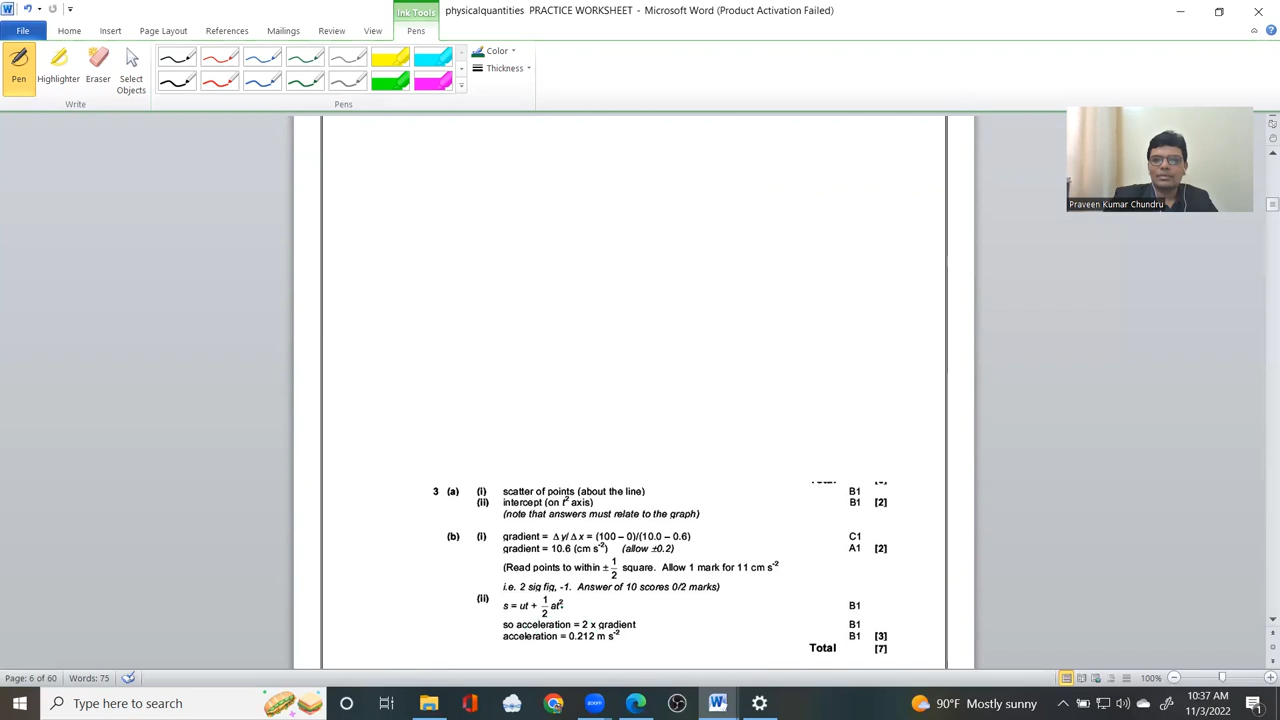 Ink Tools
physicalquantities PRACTICE WORKSHEET - Microsoft Word (Product Activation Failed)
File Home Insert Page Layout References Mailings Review View Pens
Pen Highlighter Eraser Select Objects
Color
Thickness
Write Pens
Praveen Kumar Chundru
3 (a) (i) scatter of points (about the line) B1
(ii) intercept (on t² axis) B1 [2]
(note that answers must relate to the graph)
(b) (i) gradient = Δy/Δx = (100 – 0)/(10.0 – 0.6) C1
gradient = 10.6 (cm s⁻²) (allow ±0.2) A1 [2]
(Read points to within ± 1/2 square. Allow 1 mark for 11 cm s⁻²
i.e. 2 sig fig, -1. Answer of 10 scores 0/2 marks)
(ii) s = ut + 1/2 at² B1
so acceleration = 2 x gradient B1
acceleration = 0.212 m s⁻² B1 [3]
Total [7]
Page: 6 of 60 Words: 75 100%
Type here to search
zoom
90°F Mostly sunny
10:37 AM
11/3/2022